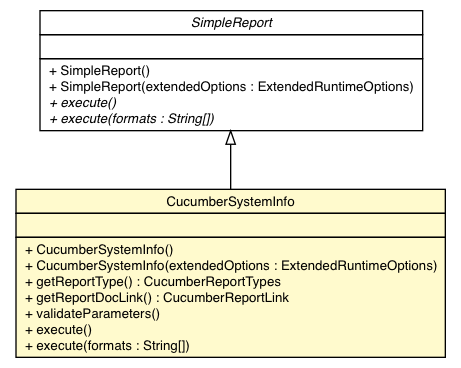 SimpleReport
+ SimpleReport()
+ SimpleReport(extendedOptions : ExtendedRuntimeOptions)
+ execute()
+ execute(formats : String[])
CucumberSystemInfo
+ CucumberSystemInfo()
+ CucumberSystemInfo(extendedOptions : ExtendedRuntimeOptions)
+ getReportType() : CucumberReportTypes
+ getReportDocLink() : CucumberReportLink
+ validateParameters()
+ execute()
+ execute(formats : String[])